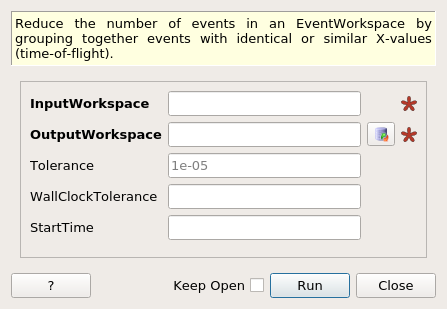 Reduce the number of events in an EventWorkspace by
grouping together events with identical or similar X-values
(time-of-flight).
InputWorkspace *
OutputWorkspace *
Tolerance 1e-05
WallClockTolerance
StartTime
? Keep Open Run Close